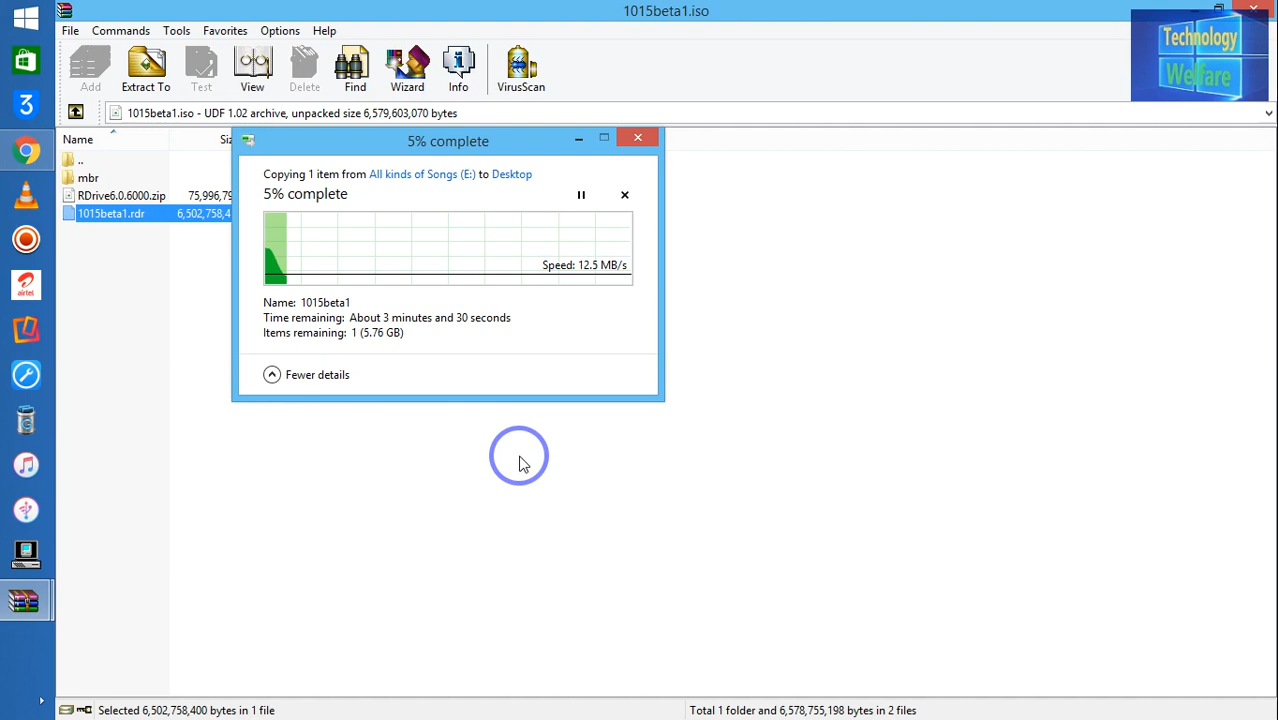 1015beta1.iso
File Commands Tools Favorites Options Help
Technology
Welfare
Add Extract To Test View Delete Find Wizard Info VirusScan
1015beta1.iso - UDF 1.02 archive, unpacked size 6,579,603,070 bytes
Name Siz
..
mbr
RDrive6.0.6000.zip 75,996,79
1015beta1.rdr 6,502,758,4
5% complete
Copying 1 item from All kinds of Songs (E:) to Desktop
5% complete
Speed: 12.5 MB/s
Name: 1015beta1
Time remaining: About 3 minutes and 30 seconds
Items remaining: 1 (5.76 GB)
Fewer details
3
airtel
Selected 6,502,758,400 bytes in 1 file
Total 1 folder and 6,578,755,198 bytes in 2 files